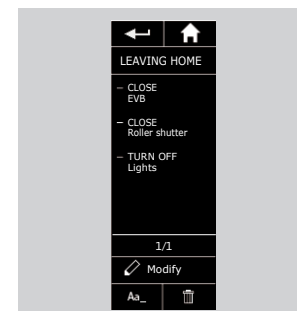 LEAVING HOME
– CLOSE
EVB
– CLOSE
Roller shutter
– TURN OFF
Lights
1/1
Modify
Aa_